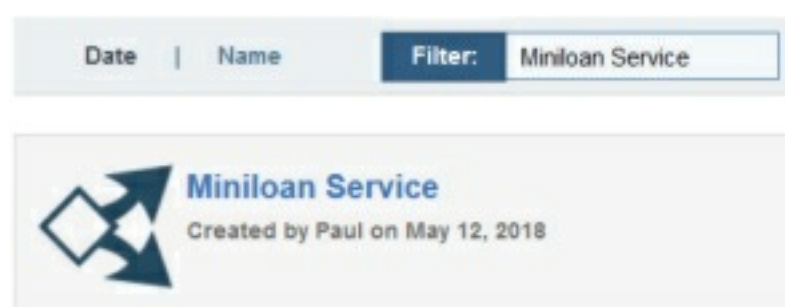 Date | Name Filter: Miniloan Service
Miniloan Service
Created by Paul on May 12, 2018